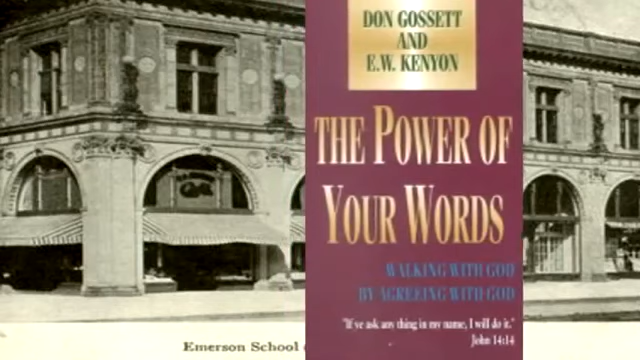 DON GOSSETT
AND
E.W. KENYON
THE POWER OF
YOUR WORDS
WALKING WITH GOD
BY AGREEING WITH GOD
"If ye ask any thing in my name, I will do it."
John 14:14
Emerson School